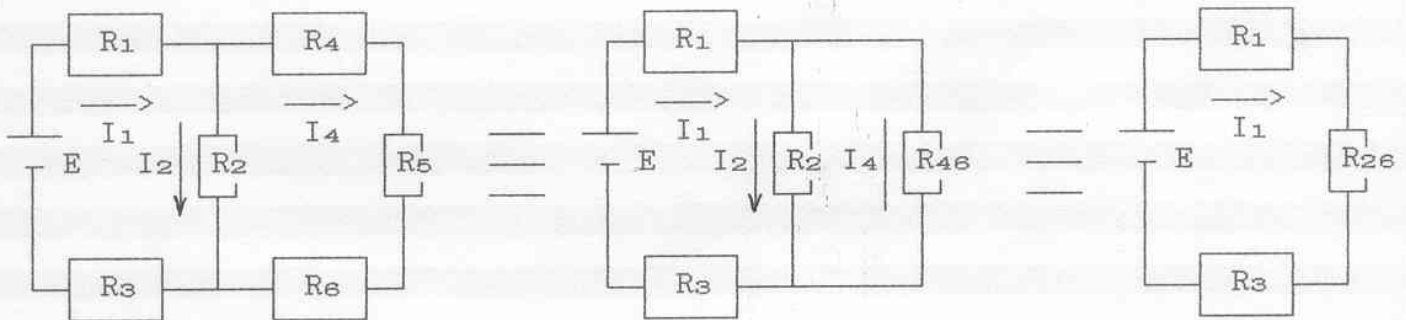 R1 R4 R1 R1
I1 I4 I1 I1
E I2 R2 R5 E I2 R2 I4 R46 E R26
R3 R6 R3 R3